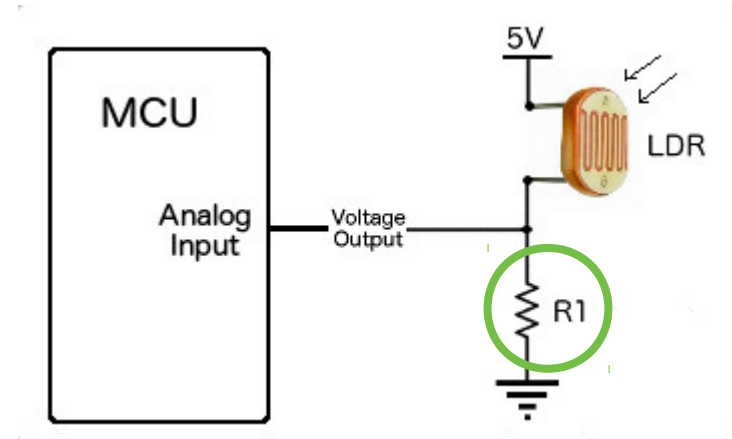 5V
MCU
LDR
Analog
Input
Voltage
Output
R1